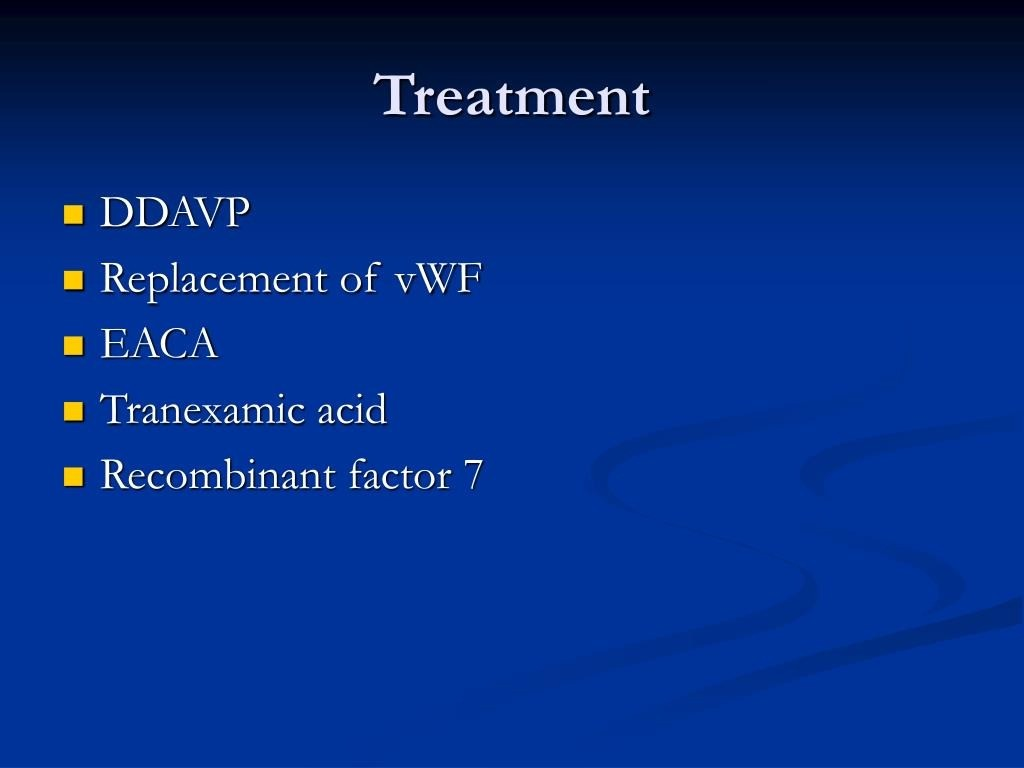 Treatment
DDAVP
Replacement of vWF
EACA
Tranexamic acid
Recombinant factor 7